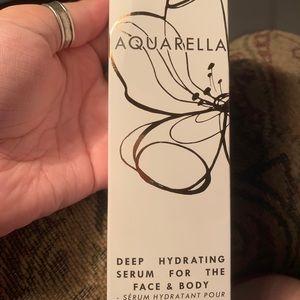 AQUARELLA
DEEP HYDRATING
SERUM FOR THE
FACE & BODY
- SÉRUM HYDRATANT POUR